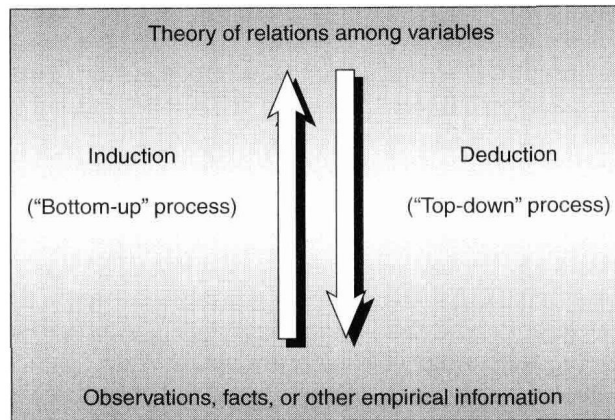 Theory of relations among variables
Induction
("Bottom-up" process)
Deduction
("Top-down" process)
Observations, facts, or other empirical information